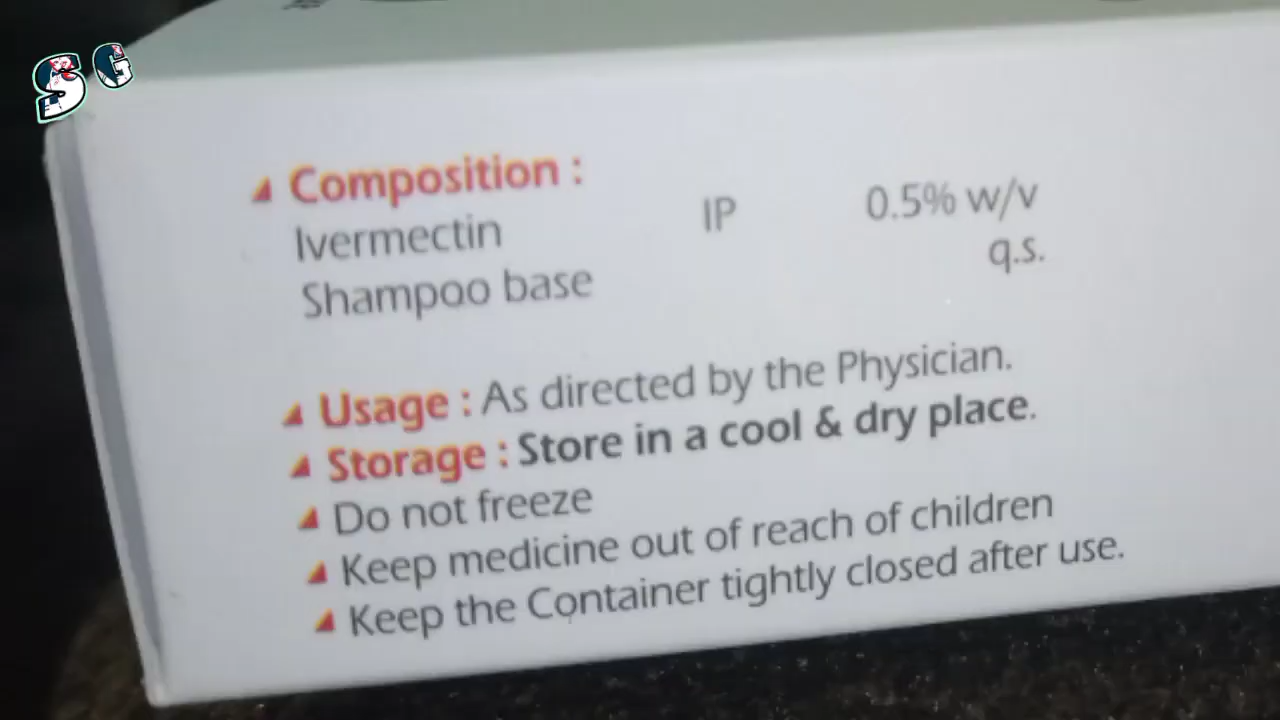 S G
Composition :
Ivermectin IP 0.5% w/v
Shampoo base q.s.
Usage : As directed by the Physician.
Storage : Store in a cool & dry place.
Do not freeze
Keep medicine out of reach of children
Keep the Container tightly closed after use.